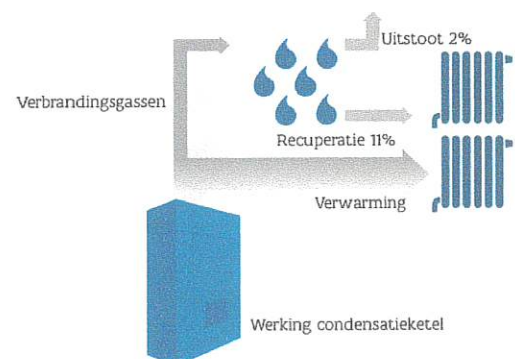 Uitstoot 2%
Verbrandingsgassen
Recuperatie 11%
Verwarming
Werking condensatieketel